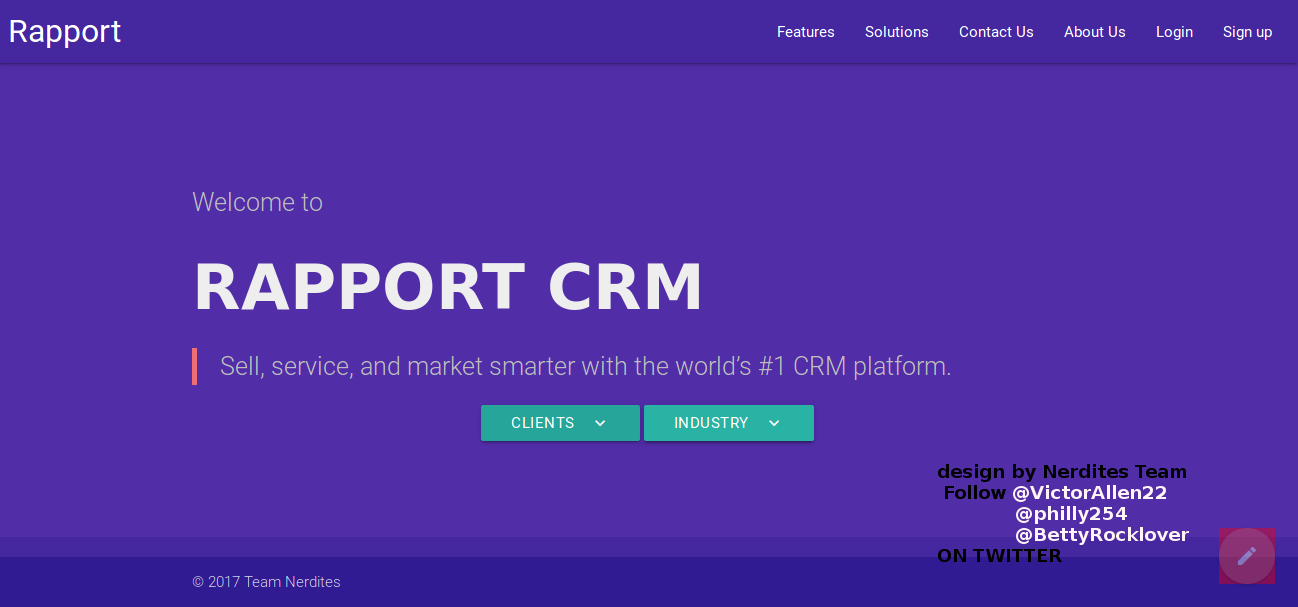 Rapport
Features Solutions Contact Us About Us Login Sign up
Welcome to
RAPPORT CRM
Sell, service, and market smarter with the world’s #1 CRM platform.
CLIENTS INDUSTRY
design by Nerdites Team
Follow @VictorAllen22
@philly254
@BettyRocklover
ON TWITTER
© 2017 Team Nerdites